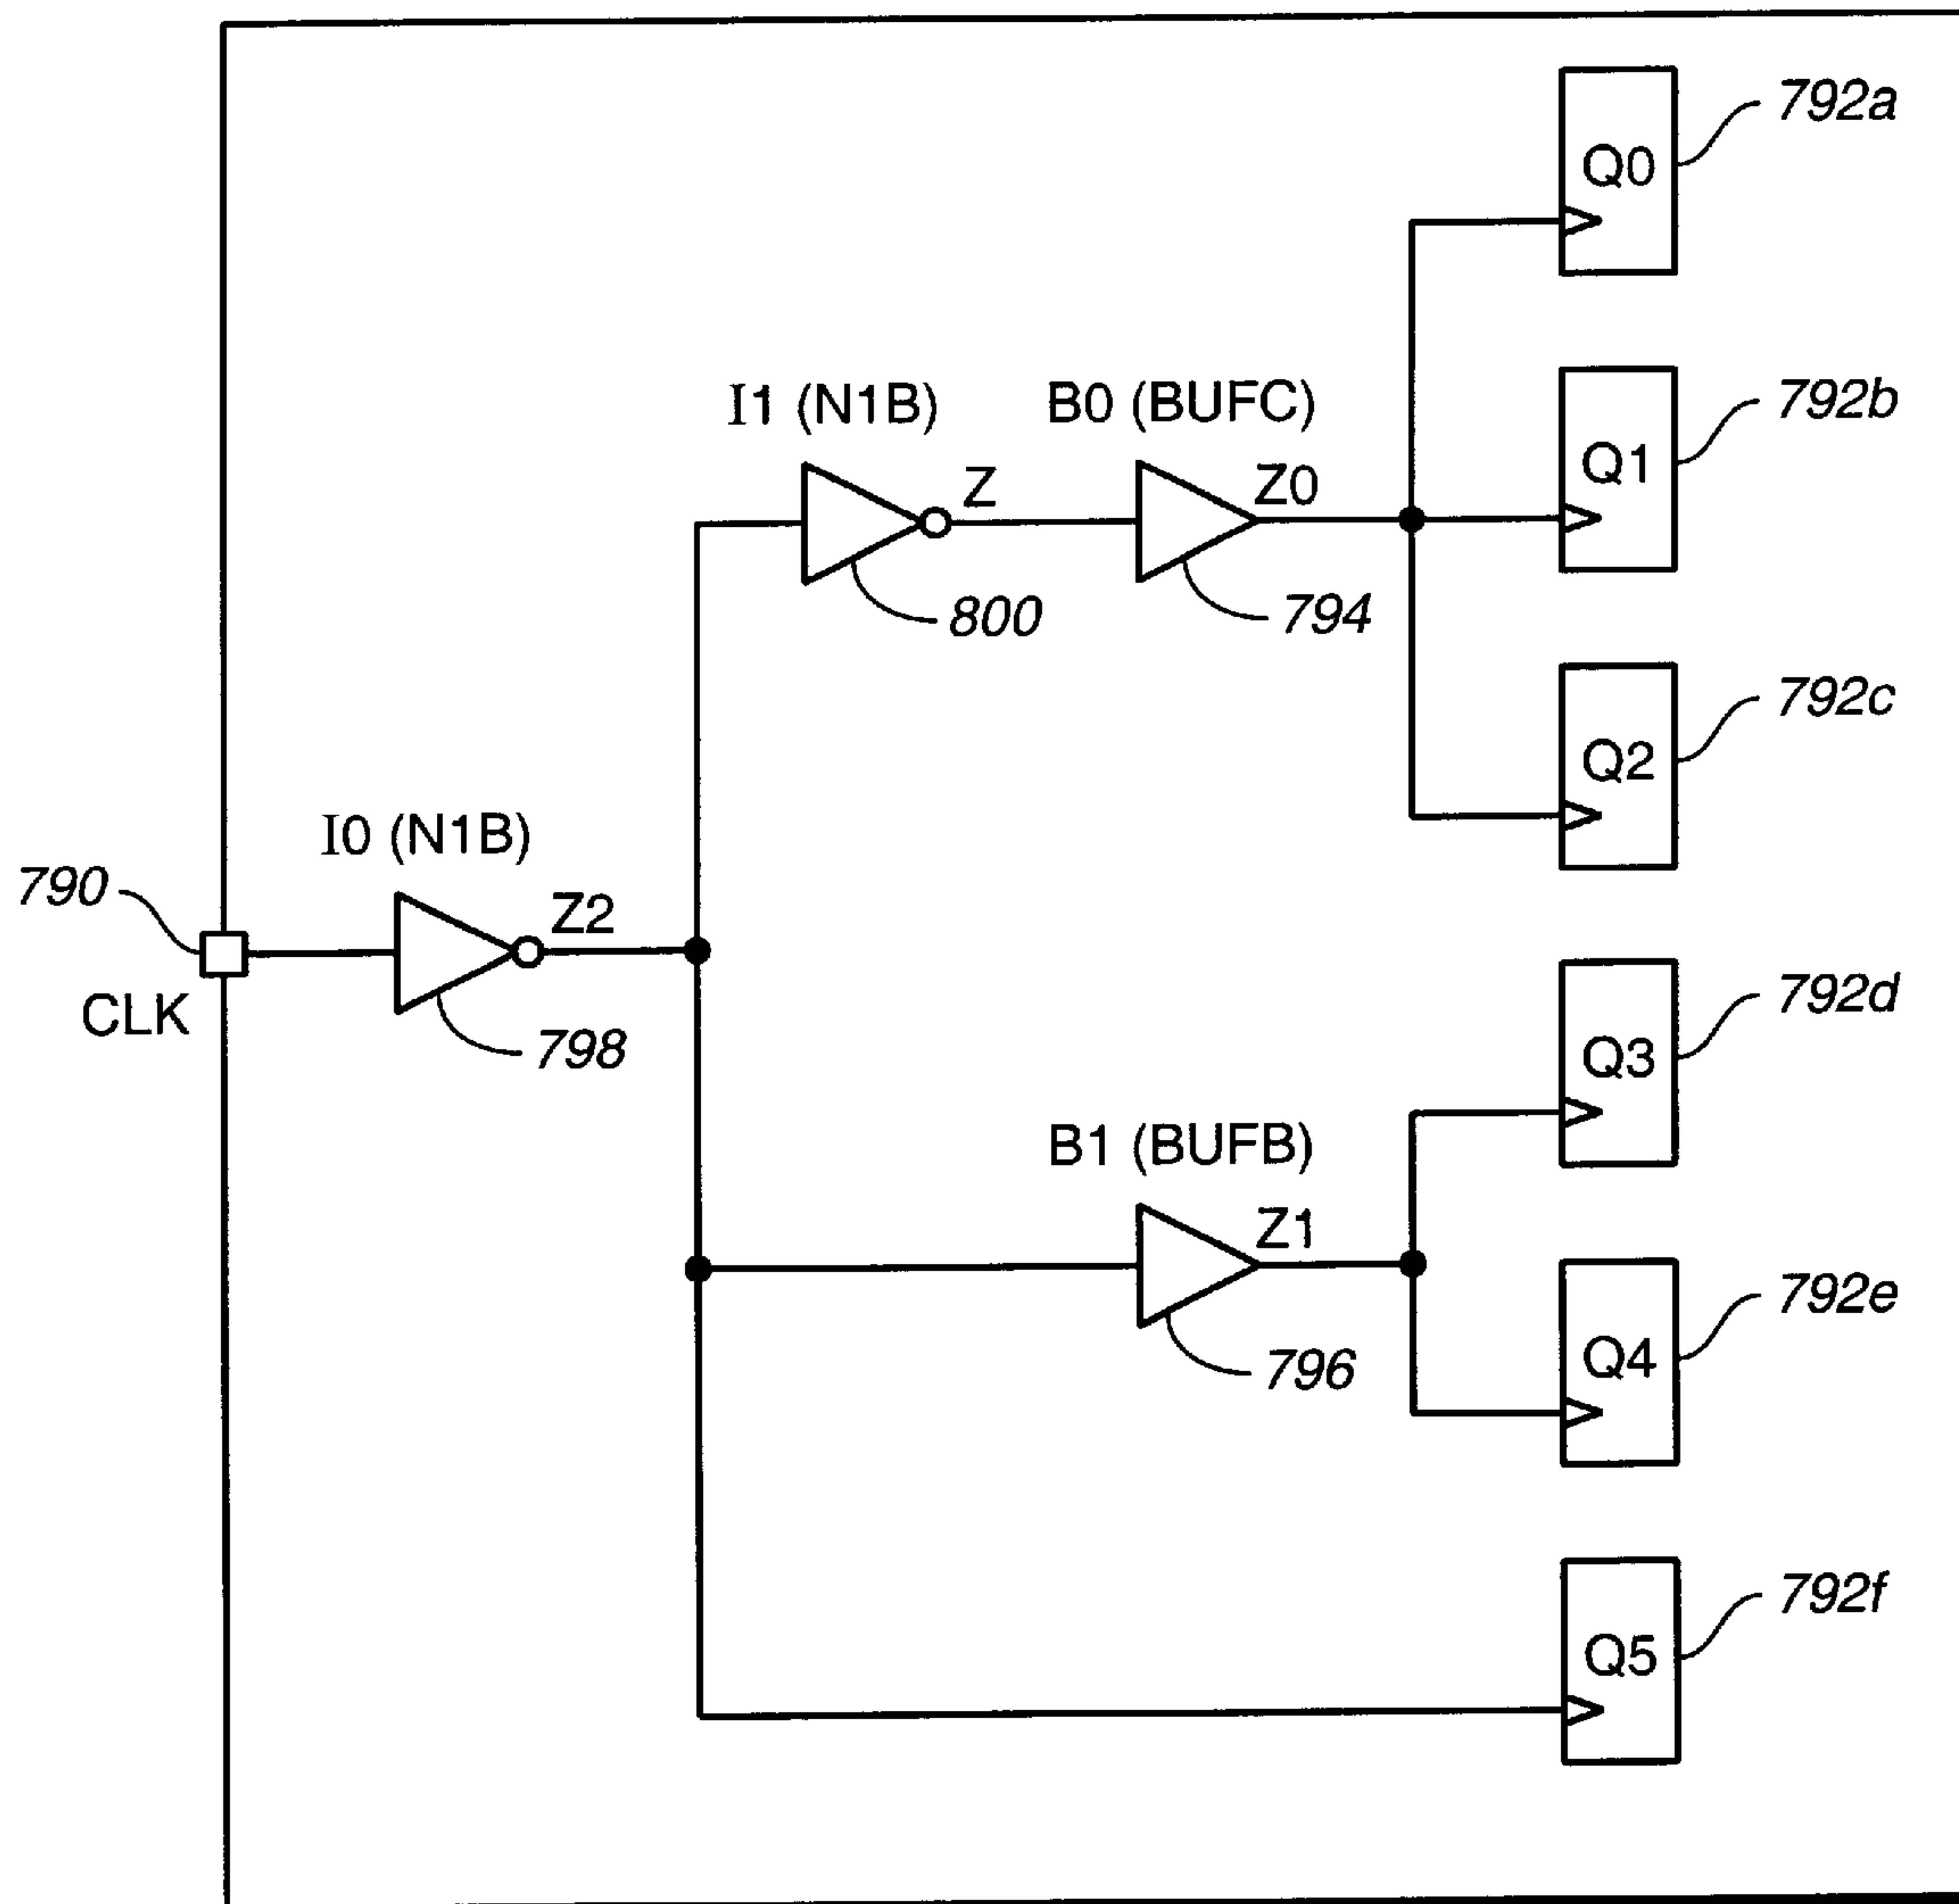 792a
Q0
792b
I1 (N1B)
B0 (BUFC)
Q1
Z
Z0
800
794
792c
Q2
I0 (N1B)
790
Z2
792d
CLK
798
Q3
B1 (BUFB)
Z1
792e
796
Q4
792f
Q5